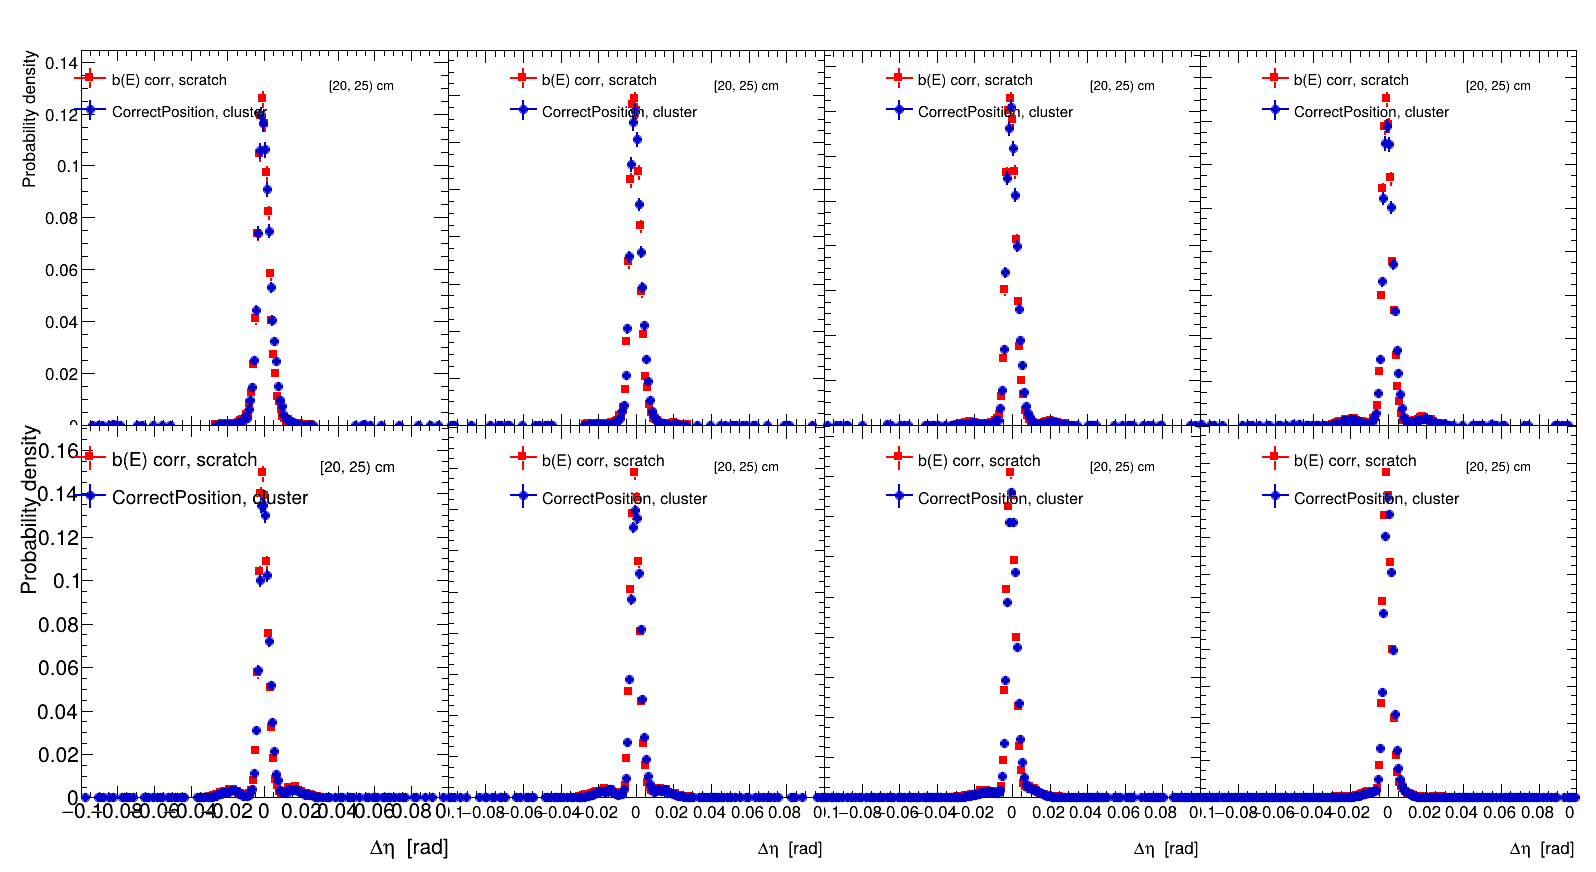 Probability density
0.14
0.12
0.1
0.08
0.06
0.04
0.02
b(E) corr, scratch
[20, 25) cm
CorrectPosition, cluster
b(E) corr, scratch
[20, 25) cm
CorrectPosition, cluster
b(E) corr, scratch
[20, 25) cm
CorrectPosition, cluster
b(E) corr, scratch
[20, 25) cm
CorrectPosition, cluster
Probability density
0.16
0.14
0.12
0.1
0.08
0.06
0.04
0.02
0
b(E) corr, scratch
[20, 25) cm
CorrectPosition, cluster
b(E) corr, scratch
[20, 25) cm
CorrectPosition, cluster
b(E) corr, scratch
[20, 25) cm
CorrectPosition, cluster
b(E) corr, scratch
[20, 25) cm
CorrectPosition, cluster
0 0.02 0.04 0.06 0.08
−0.08 −0.06 −0.04 −0.02 0 0.02 0.04 0.06 0.08
−0.08 −0.06 −0.04 −0.02 0 0.02 0.04 0.06 0.08
−0.08 −0.06 −0.04 −0.02 0 0.02 0.04 0.06 0.08
Δη [rad]
Δη [rad]
Δη [rad]
Δη [rad]